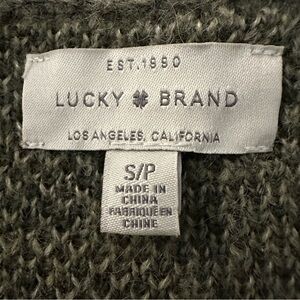 EST.1990
LUCKY BRAND
LOS ANGELES, CALIFORNIA
S/P
MADE IN
CHINA
FABRIQUÉ EN
CHINE